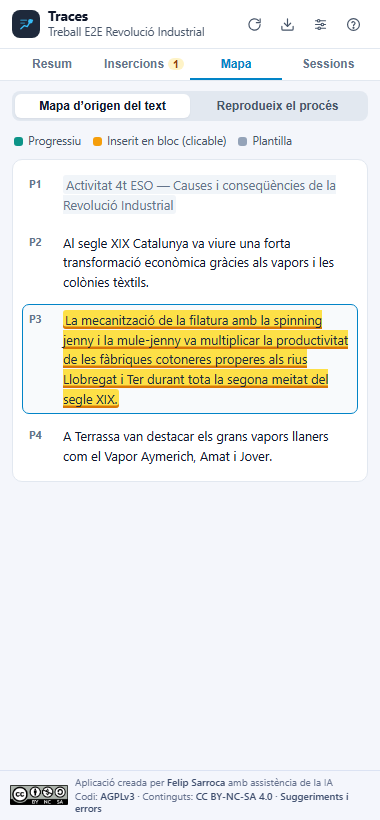 Traces
Treball E2E Revolució Industrial
Resum
Insercions 1
Mapa
Sessions
Mapa d'origen del text
Reprodueix el procés
Progressiu
Inserit en bloc (clicable)
Plantilla
P1
Activitat 4t ESO — Causes i conseqüències de la
Revolució Industrial
P2
Al segle XIX Catalunya va viure una forta
transformació econòmica gràcies als vapors i les
colònies tèxtils.
P3
La mecanització de la filatura amb la spinning
jenny i la mule-jenny va multiplicar la productivitat
de les fàbriques cotoneres properes als rius
Llobregat i Ter durant tota la segona meitat del
segle XIX.
P4
A Terrassa van destacar els grans vapors llaners
com el Vapor Aymerich, Amat i Jover.
CC BY NC SA
Aplicació creada per Felip Sarroca amb assistència de la IA
Codi: AGPLv3 · Continguts: CC BY-NC-SA 4.0 · Suggeriments i
errors